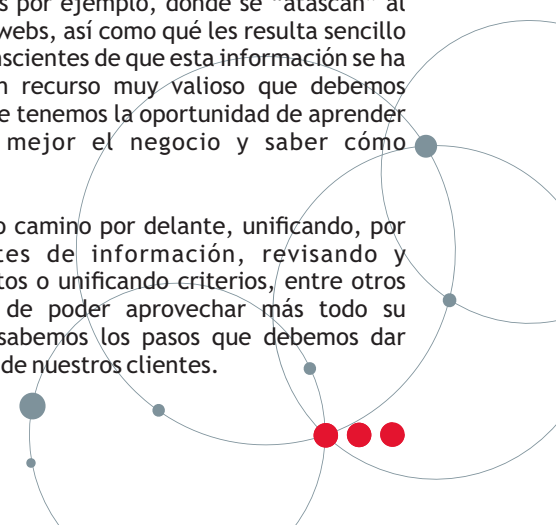 s por ejemplo, dónde se “atascan” al
webs, así como qué les resulta sencillo
nscientes de que esta información se ha
n recurso muy valioso que debemos
e tenemos la oportunidad de aprender
mejor el negocio y saber cómo
o camino por delante, unificando, por
tes de información, revisando y
tos o unificando criterios, entre otros
de poder aprovechar más todo su
sabemos los pasos que debemos dar
de nuestros clientes.